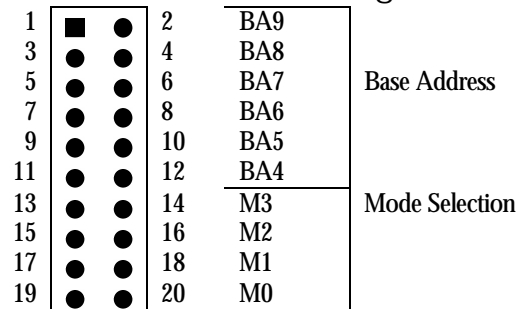 1 2 BA9
3 4 BA8
5 6 BA7 Base Address
7 8 BA6
9 10 BA5
11 12 BA4
13 14 M3 Mode Selection
15 16 M2
17 18 M1
19 20 M0